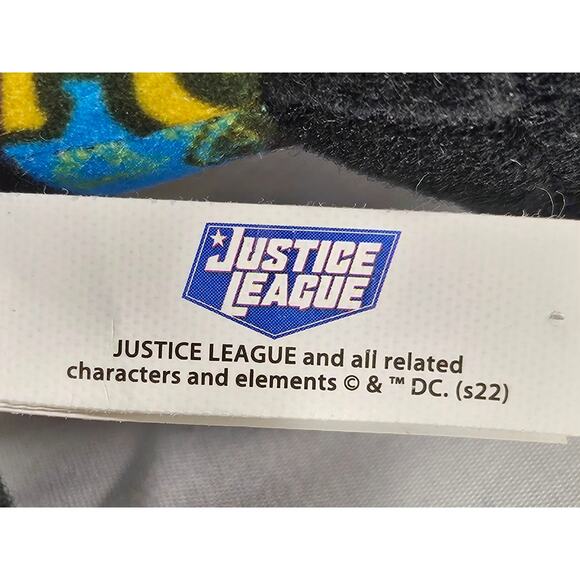 JUSTICE
LEAGUE
JUSTICE LEAGUE and all related
characters and elements © & ™ DC. (s22)